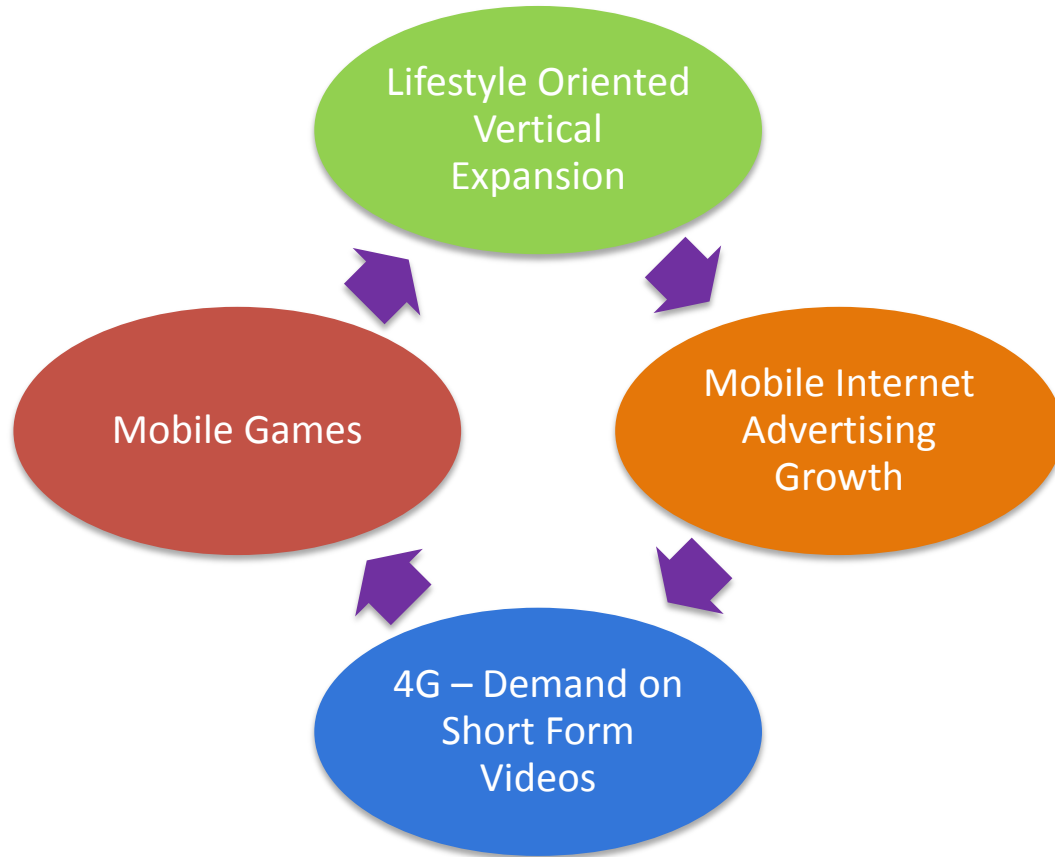 Lifestyle Oriented
Vertical
Expansion
Mobile Internet
Advertising
Growth
4G – Demand on
Short Form
Videos
Mobile Games